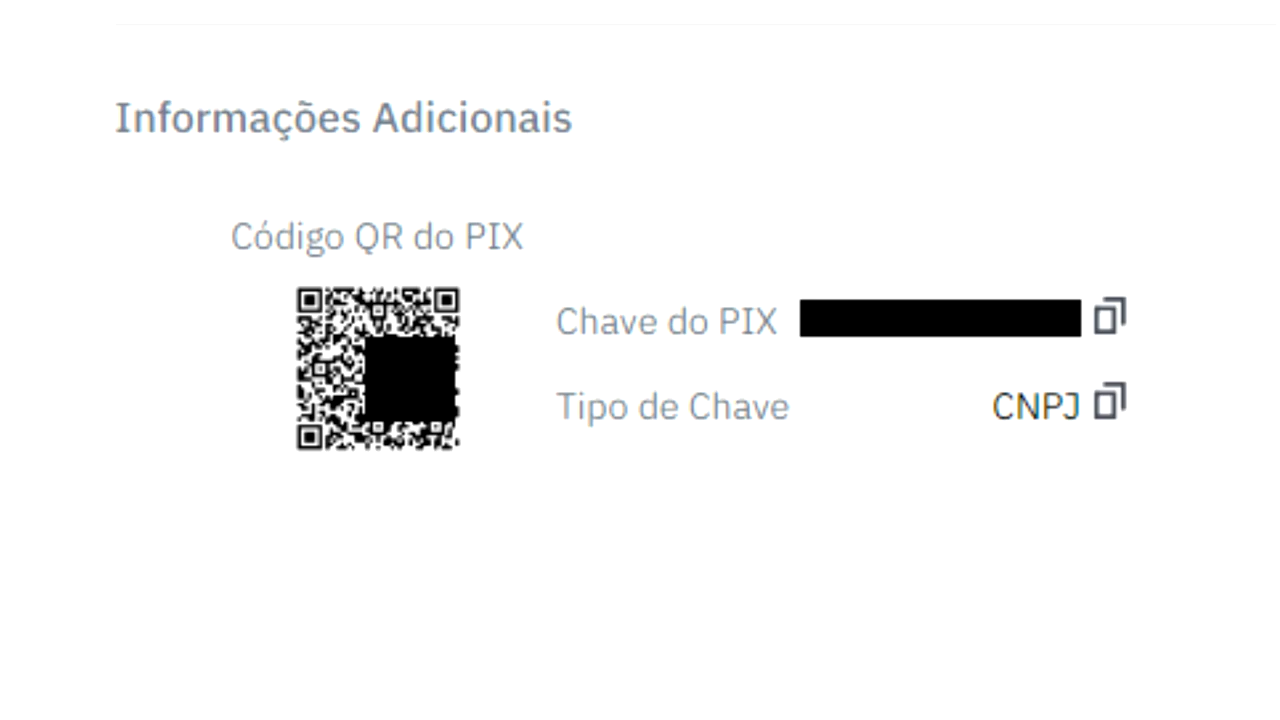 Informações Adicionais
Código QR do PIX
Chave do PIX
Tipo de Chave CNPJ